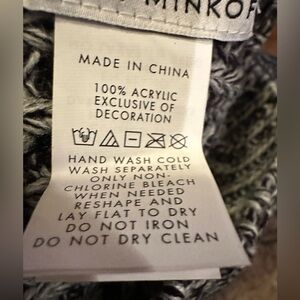 MINKOF
MADE IN CHINA
100% ACRYLIC
EXCLUSIVE OF
DECORATION
HAND WASH COLD
WASH SEPARATELY
ONLY NON-
CHLORINE BLEACH
WHEN NEEDED
RESHAPE AND
LAY FLAT TO DRY
DO NOT IRON
DO NOT DRY CLEAN